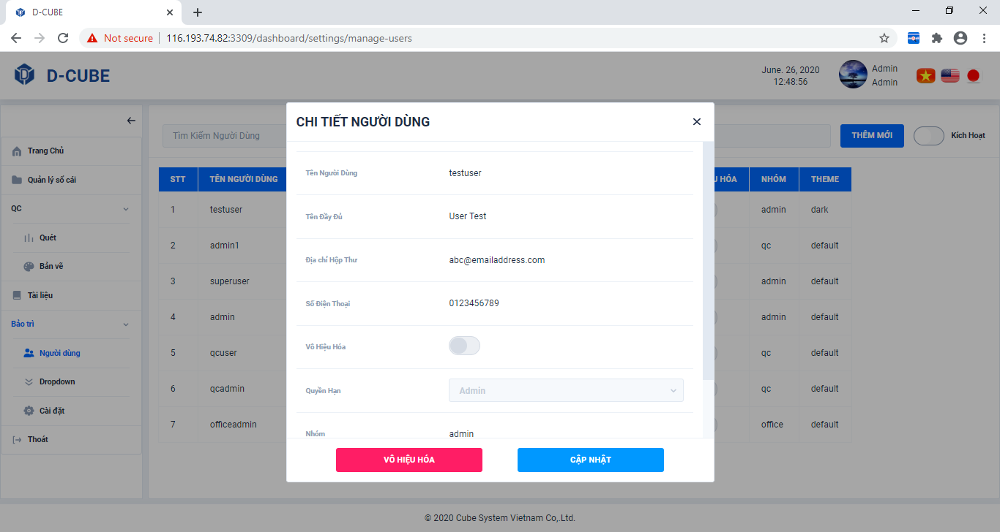 D-CUBE
Not secure
116.193.74.82:3309/dashboard/settings/manage-users
D-CUBE
June. 26, 2020
12:48:56
Admin
Admin
Trang Chủ
Quản lý sổ cái
QC
Quét
Bản vẽ
Tài liệu
Bảo trì
Người dùng
Dropdown
Cài đặt
Thoát
Tìm Kiếm Người Dùng
THÊM MỚI
Kích Hoạt
STT TÊN NGƯỜI DÙNG HÓA NHÓM THEME
1 testuser admin dark
2 admin1 qc default
3 superuser admin default
4 admin admin default
5 qcuser qc default
6 qcadmin qc default
7 officeadmin office default
CHI TIẾT NGƯỜI DÙNG
Tên Người Dùng testuser
Tên Đầy Đủ User Test
Địa chỉ Hộp Thư abc@emailaddress.com
Số Điện Thoại 0123456789
Vô Hiệu Hóa
Quyền Hạn Admin
Nhóm admin
VÔ HIỆU HÓA
CẬP NHẬT
© 2020 Cube System Vietnam Co,.Ltd.